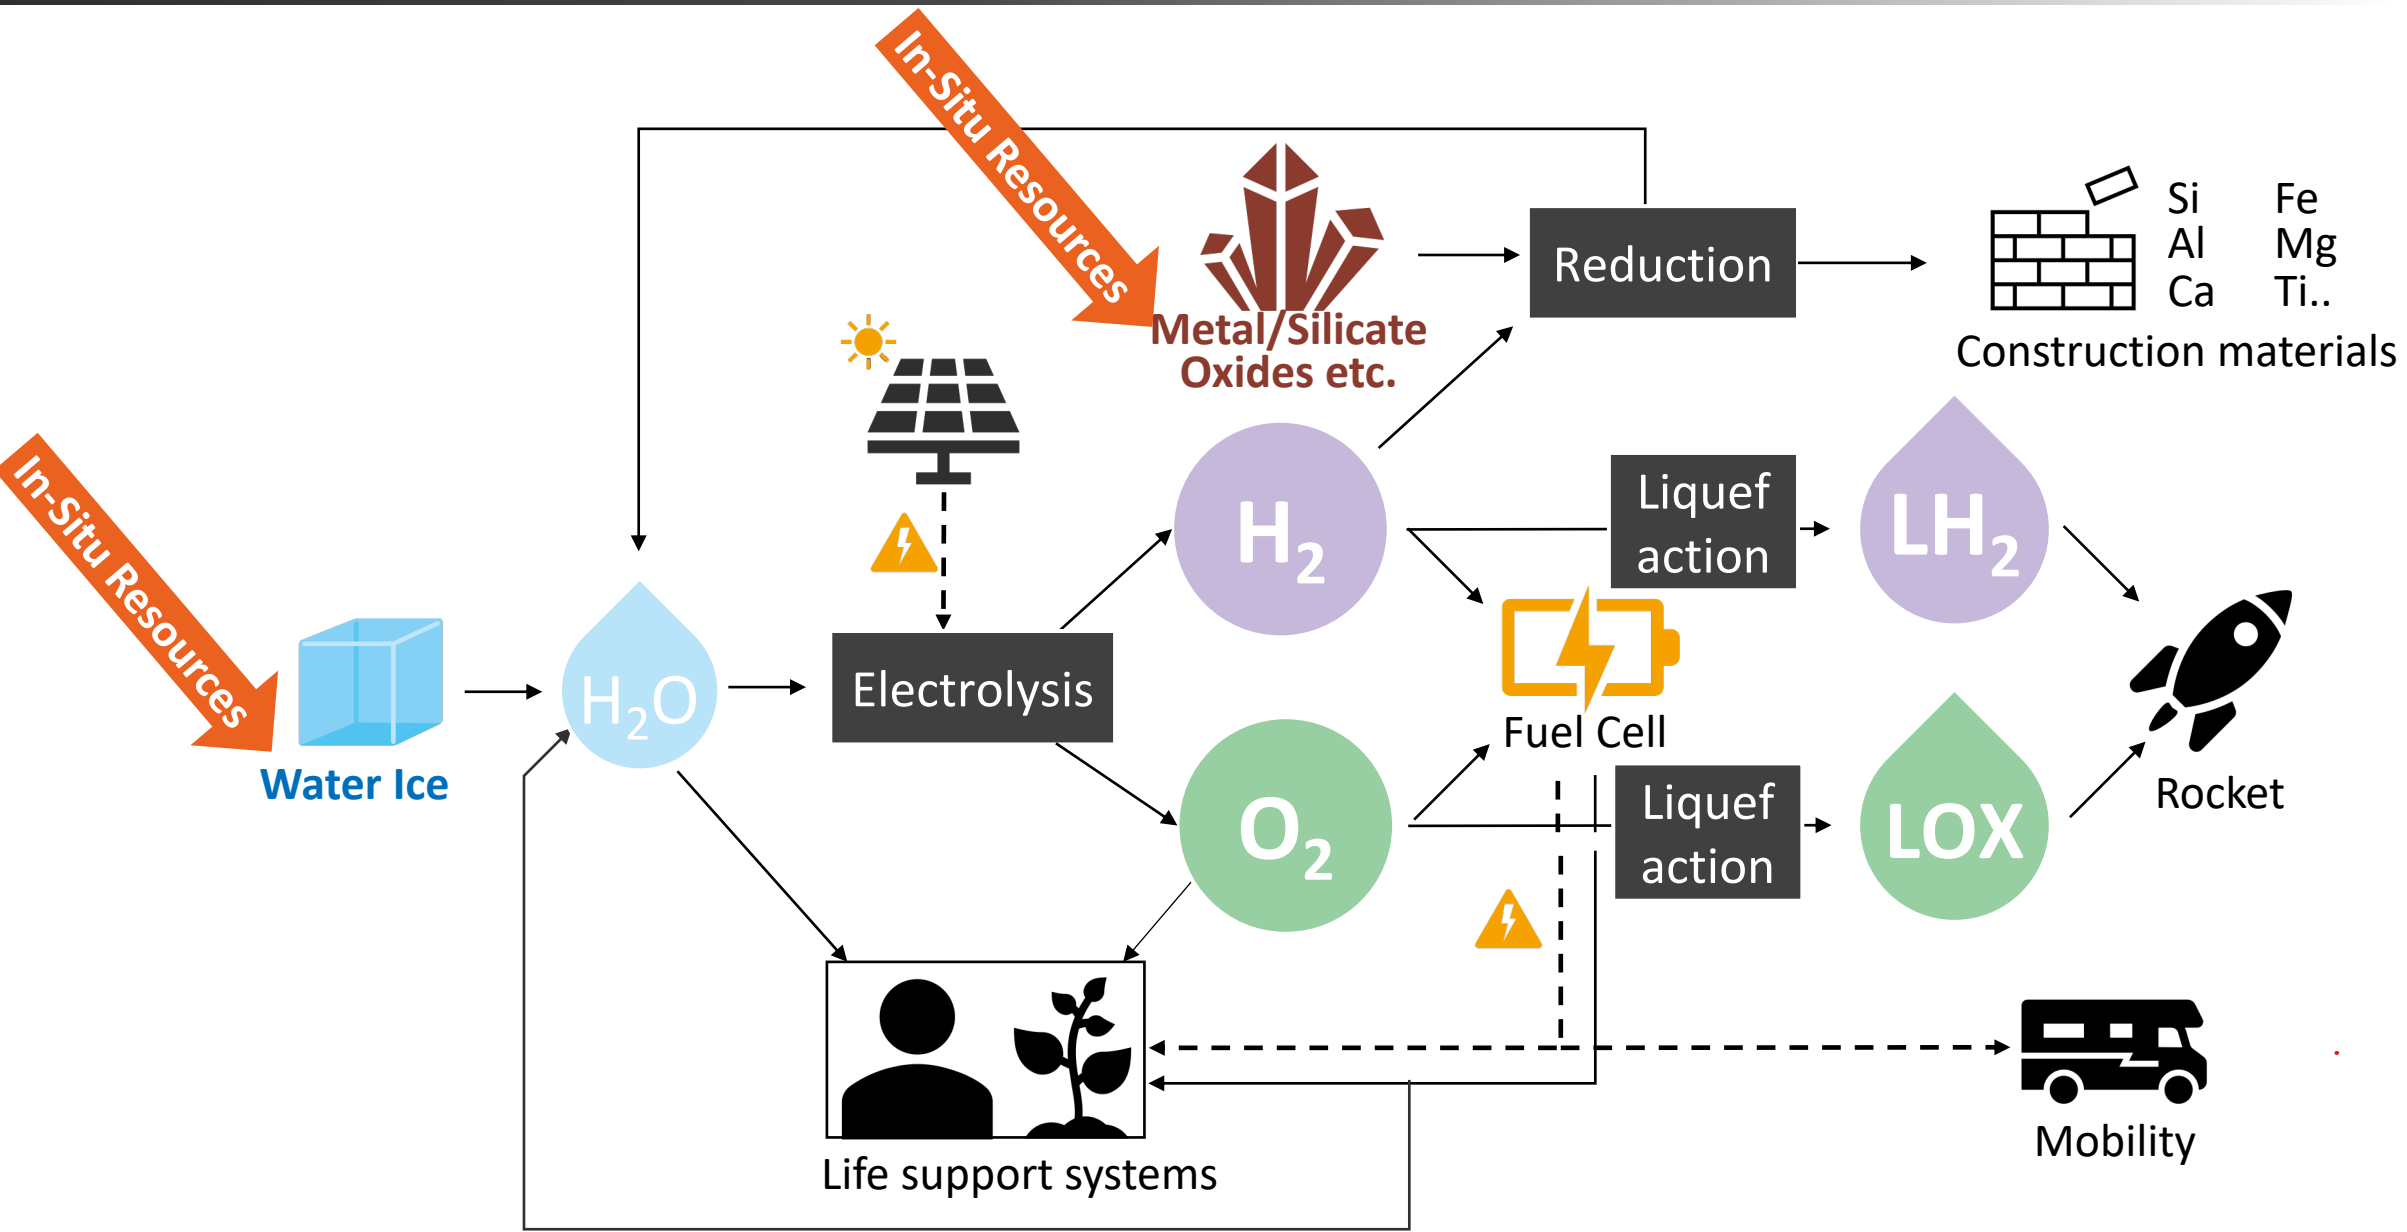 In-Situ Resources
Metal/Silicate
Oxides etc.
Reduction
Si Fe
Al Mg
Ca Ti..
Construction materials
In-Situ Resources
Water Ice
H₂O
Electrolysis
H₂
Liquef
action
LH₂
Fuel Cell
O₂
Liquef
action
LOX
Rocket
Life support systems
Mobility